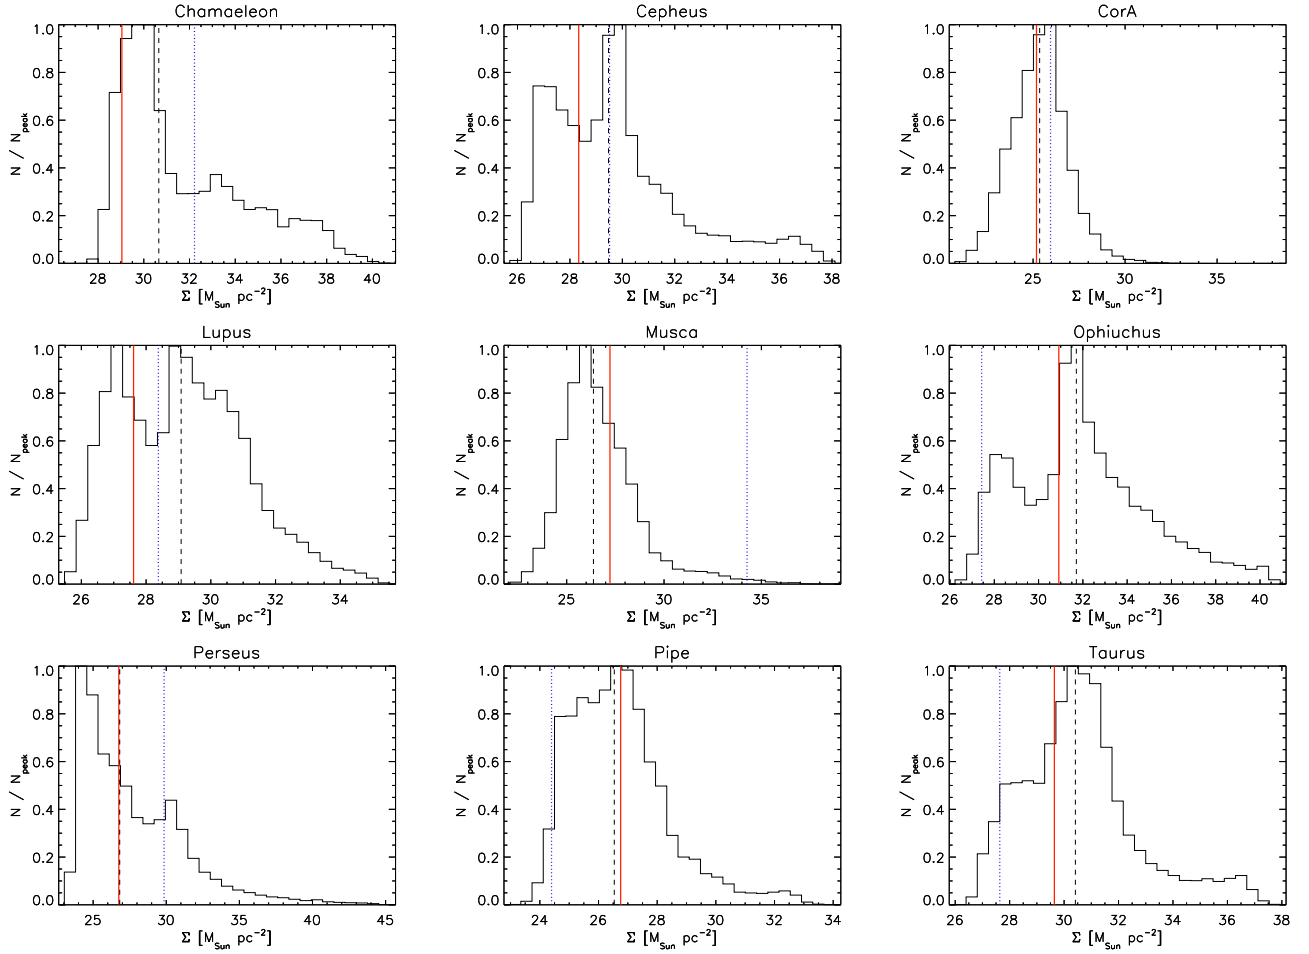 Chamaeleon
N / N_peak
1.0
0.8
0.6
0.4
0.2
0.0
28 30 32 34 36 38 40
Σ [M_Sun pc^-2]
Cepheus
N / N_peak
1.0
0.8
0.6
0.4
0.2
0.0
26 28 30 32 34 36 38
Σ [M_Sun pc^-2]
CorA
N / N_peak
1.0
0.8
0.6
0.4
0.2
0.0
25 30 35
Σ [M_Sun pc^-2]
Lupus
N / N_peak
1.0
0.8
0.6
0.4
0.2
0.0
26 28 30 32 34
Σ [M_Sun pc^-2]
Musca
N / N_peak
1.0
0.8
0.6
0.4
0.2
0.0
25 30 35
Σ [M_Sun pc^-2]
Ophiuchus
N / N_peak
1.0
0.8
0.6
0.4
0.2
0.0
26 28 30 32 34 36 38 40
Σ [M_Sun pc^-2]
Perseus
N / N_peak
1.0
0.8
0.6
0.4
0.2
0.0
25 30 35 40 45
Σ [M_Sun pc^-2]
Pipe
N / N_peak
1.0
0.8
0.6
0.4
0.2
0.0
24 26 28 30 32 34
Σ [M_Sun pc^-2]
Taurus
N / N_peak
1.0
0.8
0.6
0.4
0.2
0.0
26 28 30 32 34 36 38
Σ [M_Sun pc^-2]